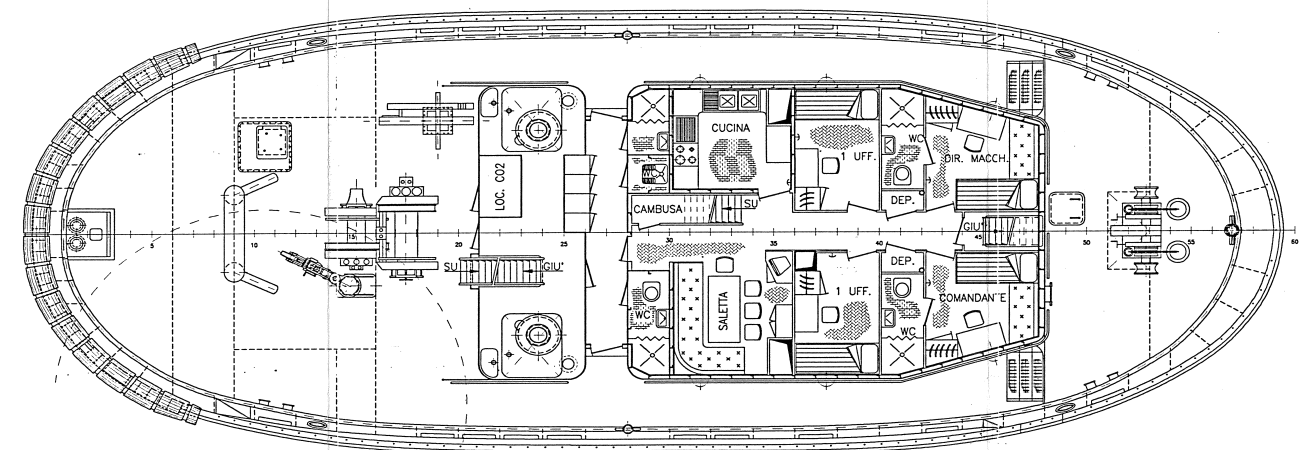 CUCINA
1 UFF.
WC
DIR. MACCH.
LOC. CO2
WC
CAMBUSA
SU
DEP.
GIU'
5
10
15
20
25
30
35
40
45
50
55
60
SU
GIU'
DEP.
WC
SALETTA
1 UFF.
WC
COMANDANTE